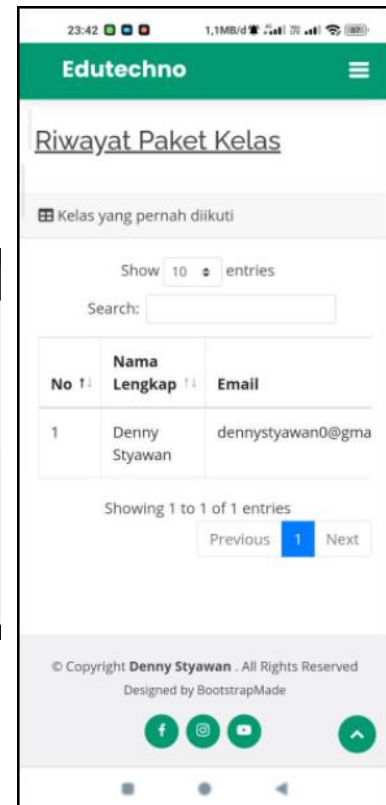 23:42 1,1MB/d
Edutechno
Riwayat Paket Kelas
Kelas yang pernah diikuti
Show 10 entries
Search:
No Nama Lengkap Email
1 Denny Styawan dennystyawan0@gma
Showing 1 to 1 of 1 entries
Previous 1 Next
© Copyright Denny Styawan . All Rights Reserved
Designed by BootstrapMade